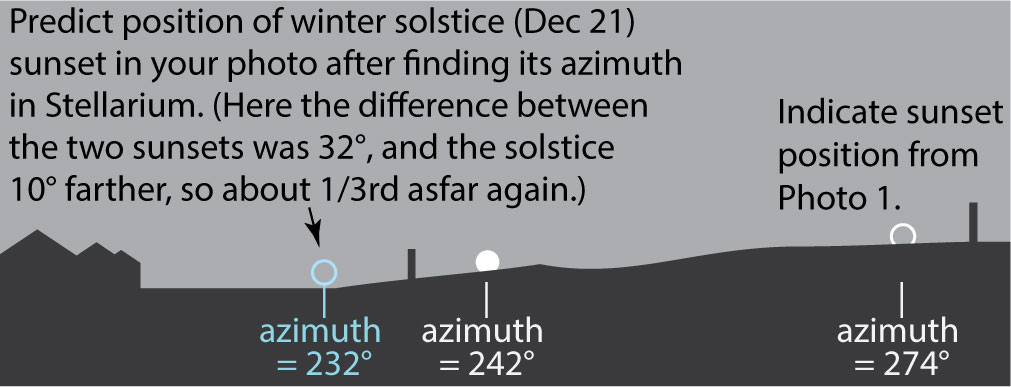 Predict position of winter solstice (Dec 21)
sunset in your photo after finding its azimuth
in Stellarium. (Here the difference between
the two sunsets was 32°, and the solstice
10° farther, so about 1/3rd asfar again.)
Indicate sunset
position from
Photo 1.
azimuth
= 232°
azimuth
= 242°
azimuth
= 274°